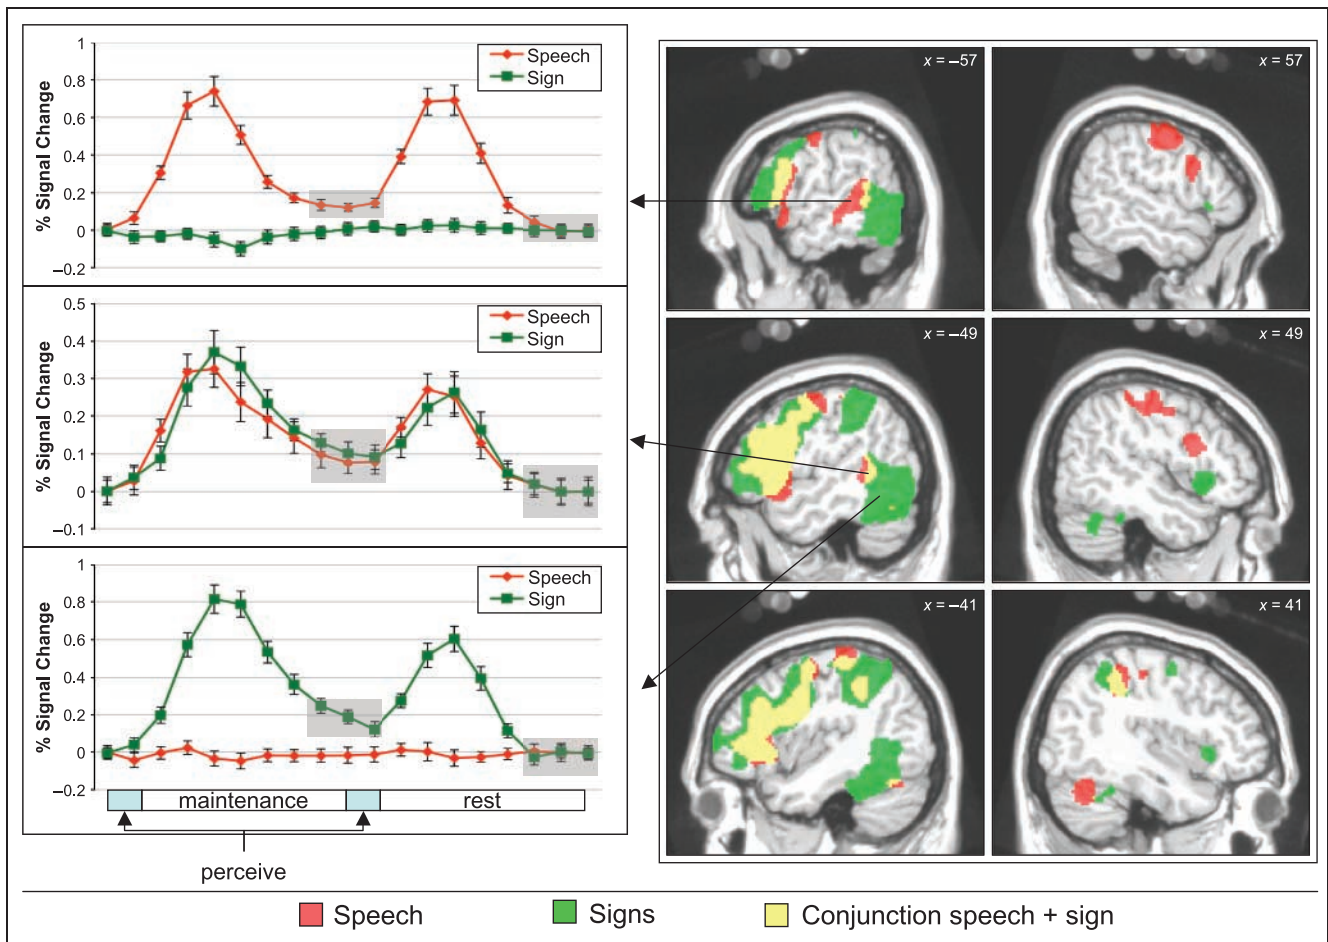 % Signal Change
1
0.8
0.6
0.4
0.2
0
–0.2
Speech
Sign
% Signal Change
0.5
0.4
0.3
0.2
0.1
0
–0.1
Speech
Sign
% Signal Change
1
0.8
0.6
0.4
0.2
0
–0.2
Speech
Sign
maintenance
rest
perceive
x = –57
x = 57
x = –49
x = 49
x = –41
x = 41
Speech
Signs
Conjunction speech + sign